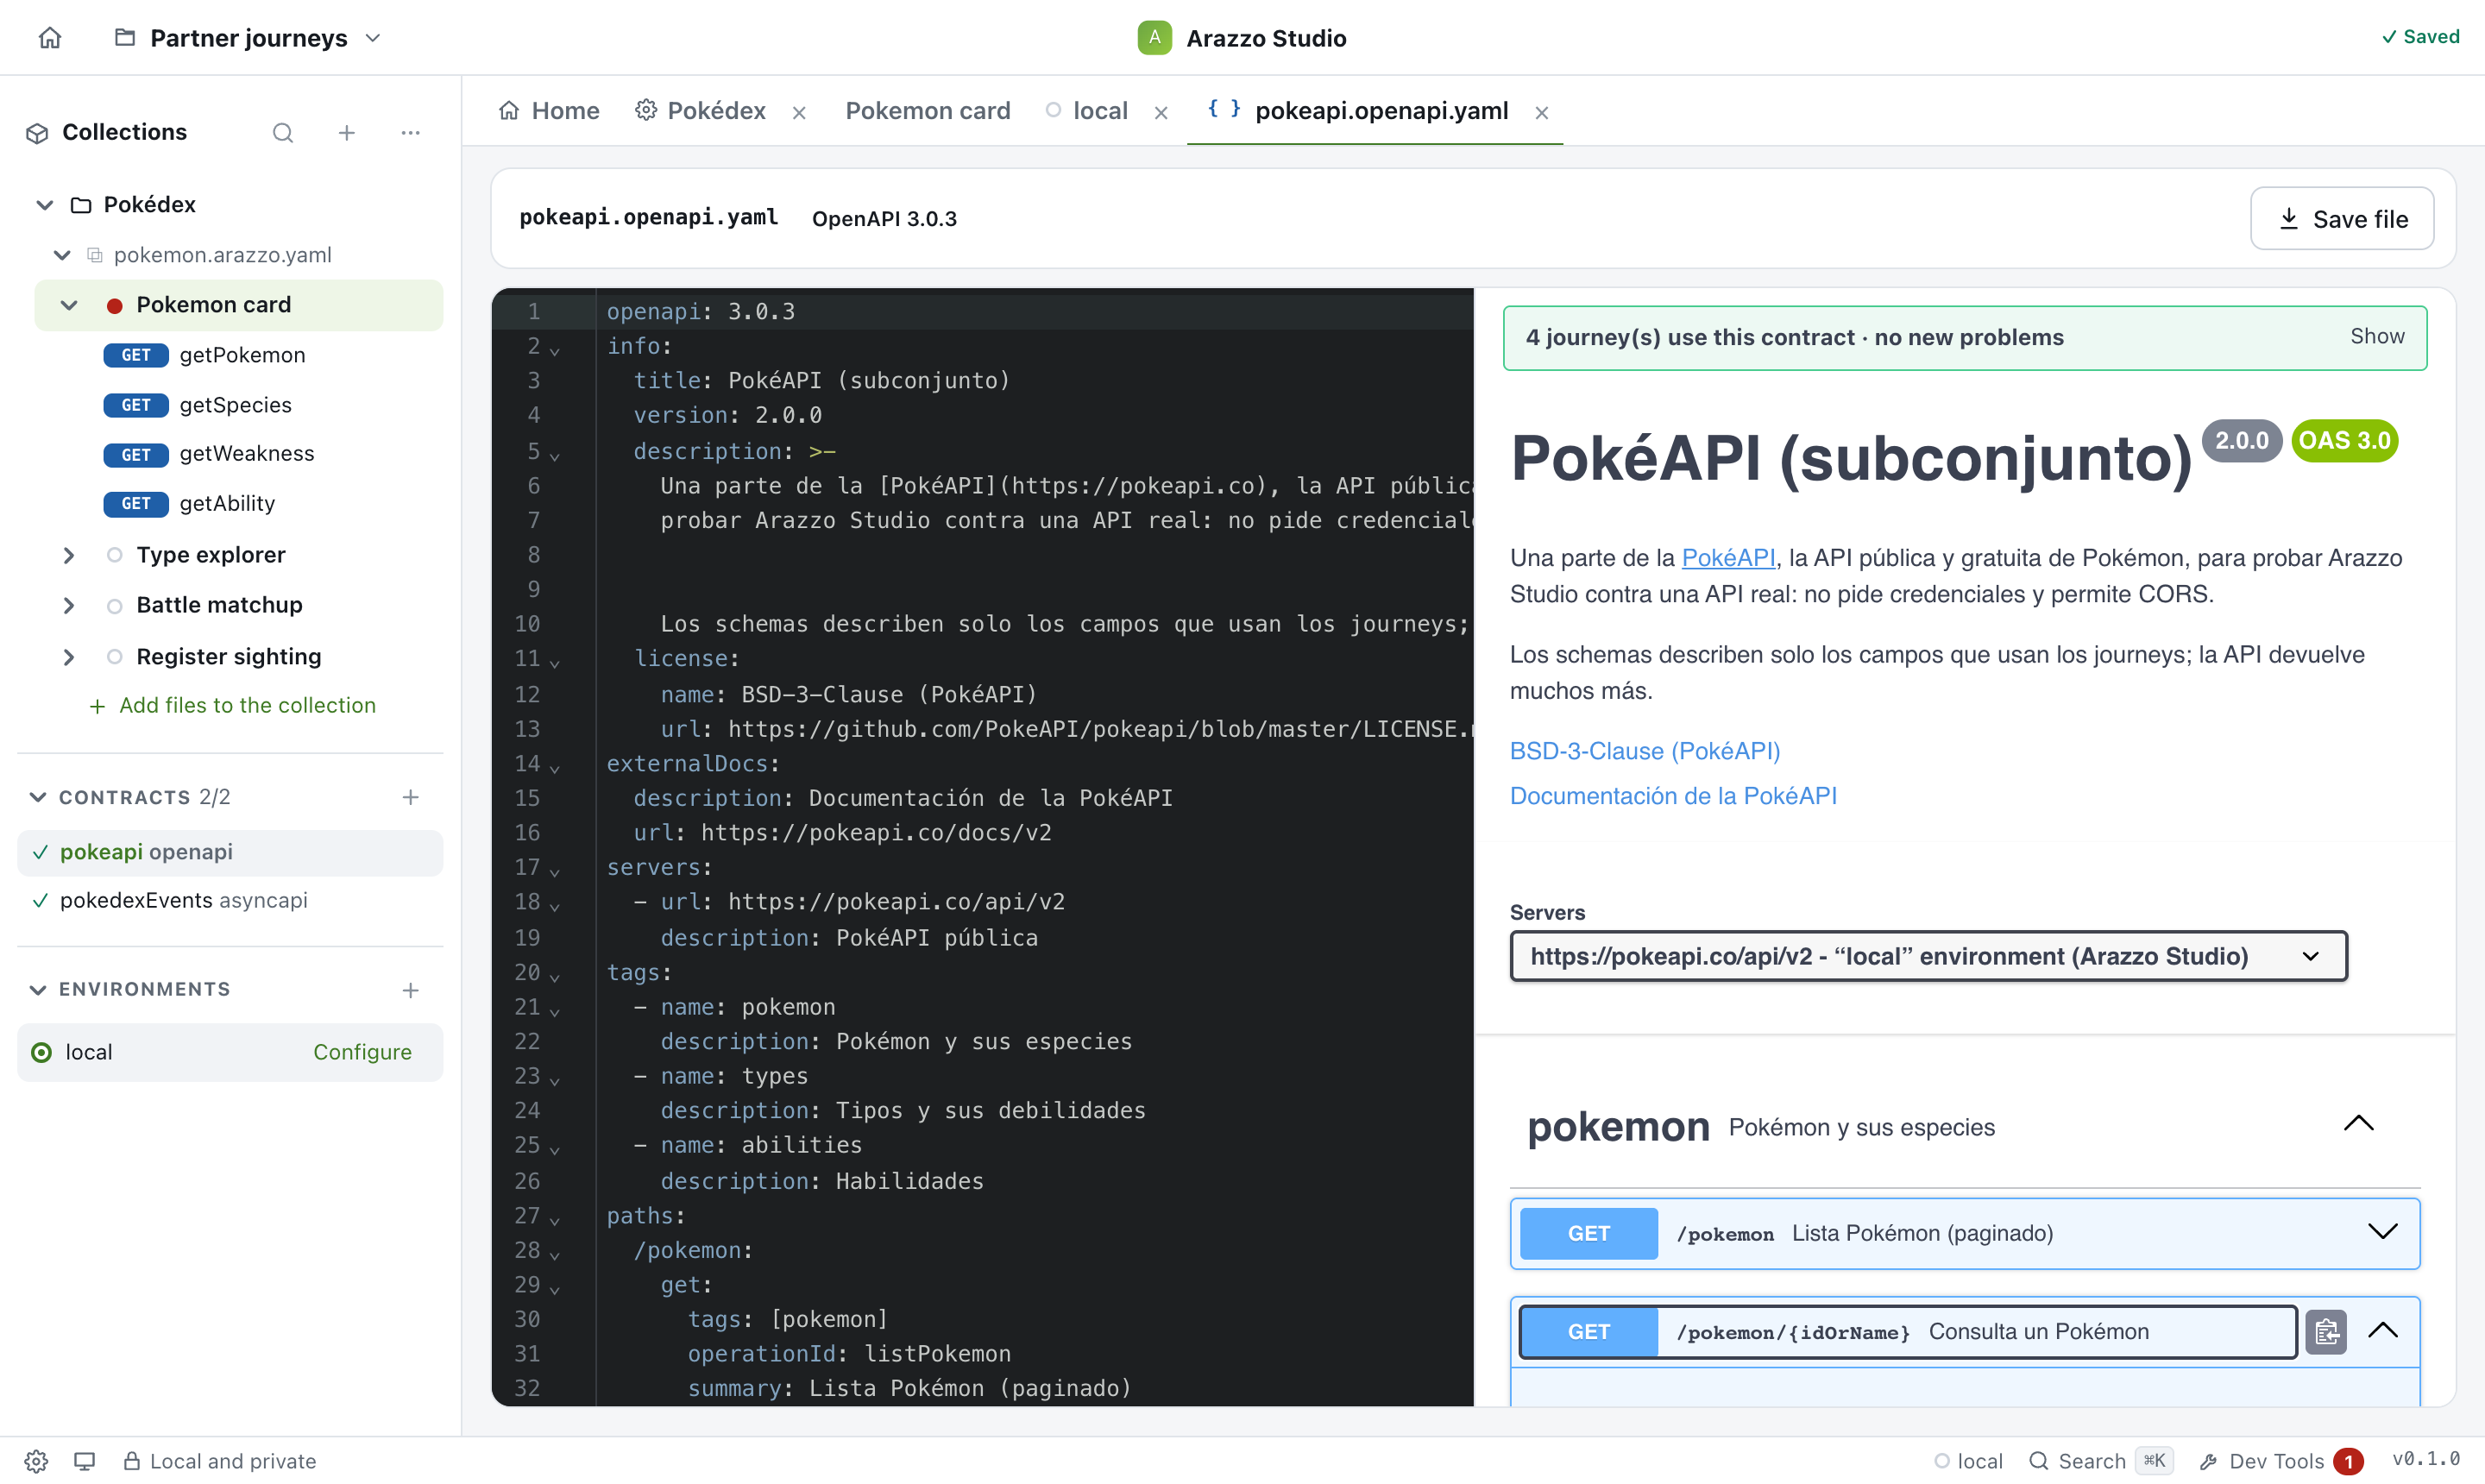 Partner journeys
A Arazzo Studio
Saved
Collections
Home
Pokédex
Pokemon card
local
{ } pokeapi.openapi.yaml
Pokédex
pokemon.arazzo.yaml
Pokemon card
GET getPokemon
GET getSpecies
GET getWeakness
GET getAbility
Type explorer
Battle matchup
Register sighting
+ Add files to the collection
CONTRACTS 2/2
pokeapi openapi
pokedexEvents asyncapi
ENVIRONMENTS
local Configure
pokeapi.openapi.yaml OpenAPI 3.0.3
Save file
1 openapi: 3.0.3
2 info:
3 title: PokéAPI (subconjunto)
4 version: 2.0.0
5 description: >-
6 Una parte de la [PokéAPI](https://pokeapi.co), la API pública
7 probar Arazzo Studio contra una API real: no pide credenciale
8
9
10 Los schemas describen solo los campos que usan los journeys;
11 license:
12 name: BSD-3-Clause (PokéAPI)
13 url: https://github.com/PokeAPI/pokeapi/blob/master/LICENSE.
14 externalDocs:
15 description: Documentación de la PokéAPI
16 url: https://pokeapi.co/docs/v2
17 servers:
18 - url: https://pokeapi.co/api/v2
19 description: PokéAPI pública
20 tags:
21 - name: pokemon
22 description: Pokémon y sus especies
23 - name: types
24 description: Tipos y sus debilidades
25 - name: abilities
26 description: Habilidades
27 paths:
28 /pokemon:
29 get:
30 tags: [pokemon]
31 operationId: listPokemon
32 summary: Lista Pokémon (paginado)
4 journey(s) use this contract · no new problems Show
PokéAPI (subconjunto) 2.0.0 OAS 3.0
Una parte de la PokéAPI, la API pública y gratuita de Pokémon, para probar Arazzo
Studio contra una API real: no pide credenciales y permite CORS.
Los schemas describen solo los campos que usan los journeys; la API devuelve
muchos más.
BSD-3-Clause (PokéAPI)
Documentación de la PokéAPI
Servers
https://pokeapi.co/api/v2 - “local” environment (Arazzo Studio)
pokemon Pokémon y sus especies
GET /pokemon Lista Pokémon (paginado)
GET /pokemon/{idOrName} Consulta un Pokémon
Local and private
local
Search ⌘K
Dev Tools 1
v0.1.0